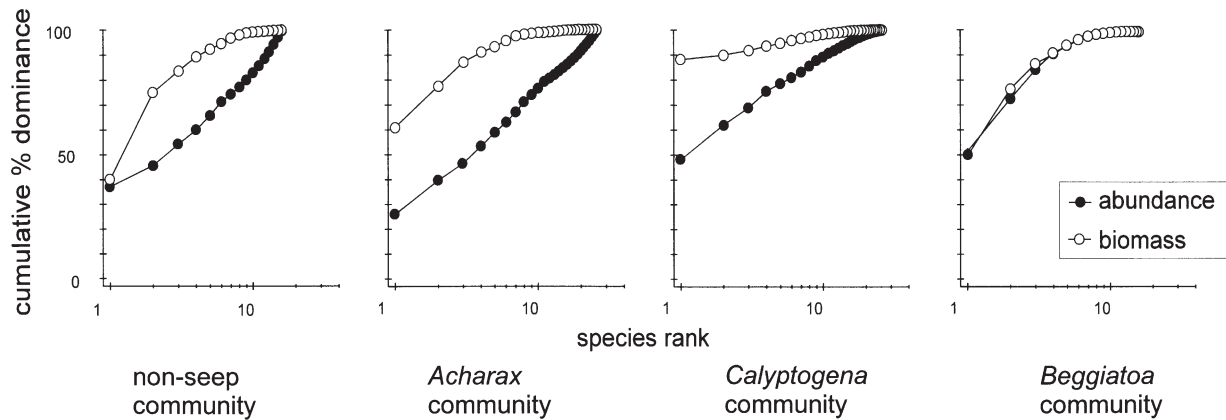 cumulative % dominance
100
50
0
1
10
1
10
1
10
1
10
species rank
abundance
biomass
non-seep
community
Acharax
community
Calyptogena
community
Beggiatoa
community